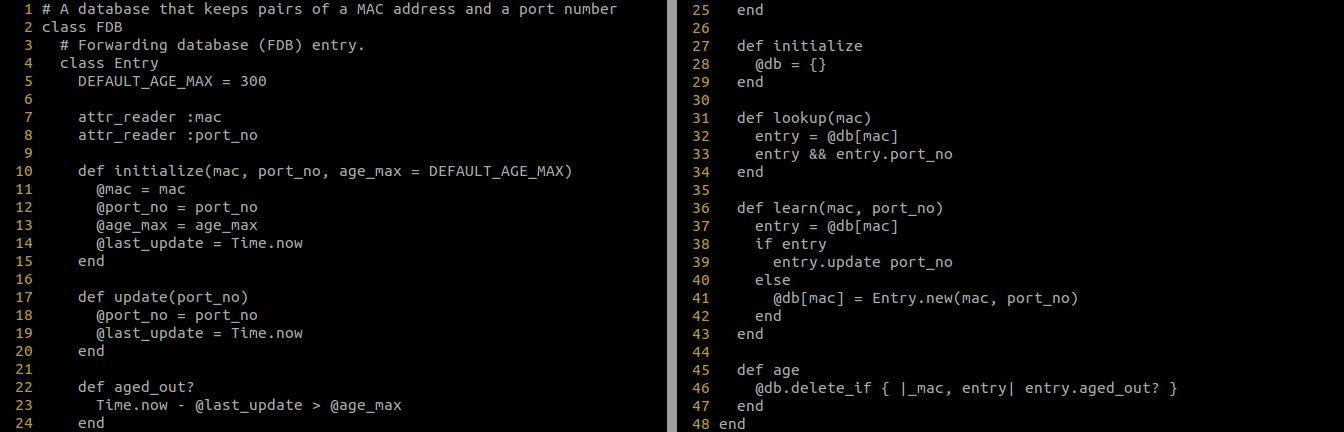 1 # A database that keeps pairs of a MAC address and a port number
2 class FDB
3   # Forwarding database (FDB) entry.
4   class Entry
5     DEFAULT_AGE_MAX = 300
6
7     attr_reader :mac
8     attr_reader :port_no
9
10     def initialize(mac, port_no, age_max = DEFAULT_AGE_MAX)
11       @mac = mac
12       @port_no = port_no
13       @age_max = age_max
14       @last_update = Time.now
15     end
16
17     def update(port_no)
18       @port_no = port_no
19       @last_update = Time.now
20     end
21
22     def aged_out?
23       Time.now - @last_update > @age_max
24     end
25   end
26
27   def initialize
28     @db = {}
29   end
30
31   def lookup(mac)
32     entry = @db[mac]
33     entry && entry.port_no
34   end
35
36   def learn(mac, port_no)
37     entry = @db[mac]
38     if entry
39       entry.update port_no
40     else
41       @db[mac] = Entry.new(mac, port_no)
42     end
43   end
44
45   def age
46     @db.delete_if { |_mac, entry| entry.aged_out? }
47   end
48 end